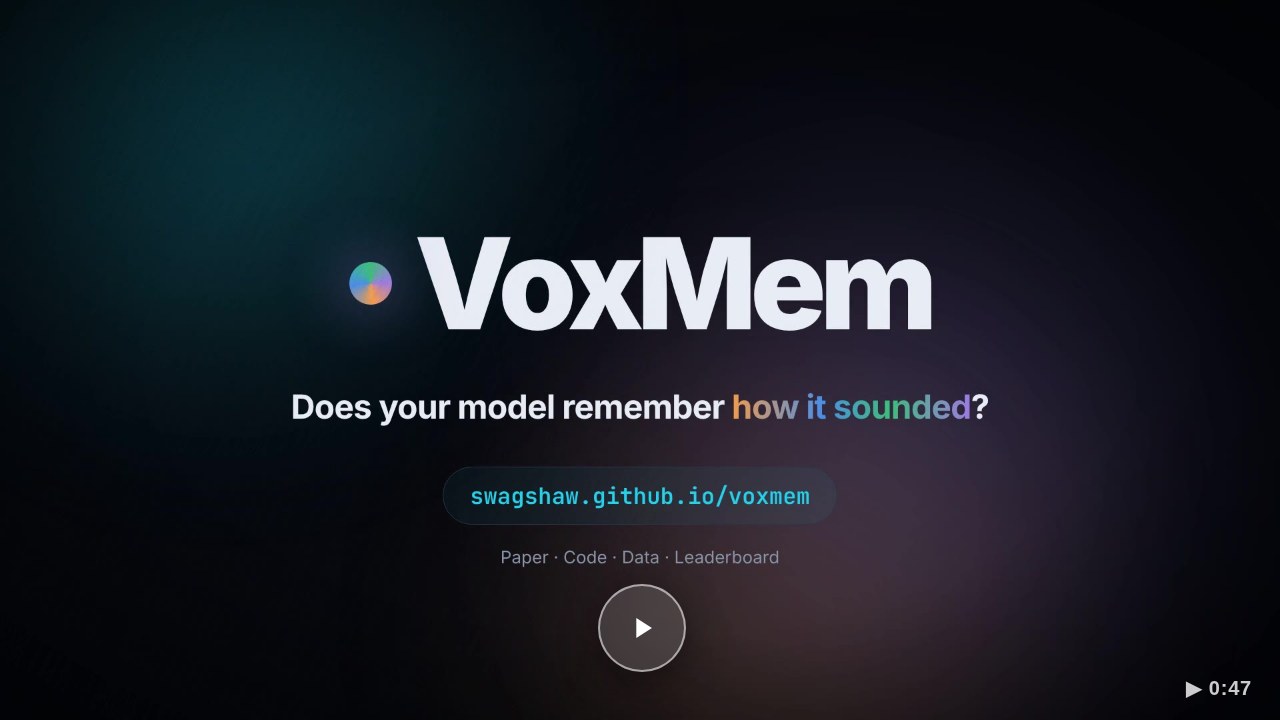 VoxMem
Does your model remember how it sounded?
swagshaw.github.io/voxmem
Paper · Code · Data · Leaderboard
0:47